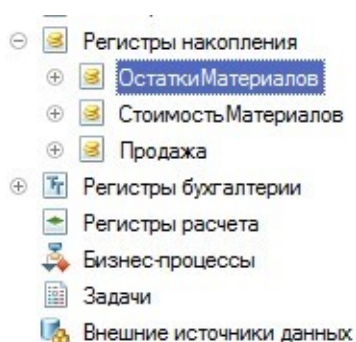 Регистры накопления
ОстаткиМатериалов
СтоимостьМатериалов
Продажа
Регистры бухгалтерии
Регистры расчета
Бизнес-процессы
Задачи
Внешние источники данных